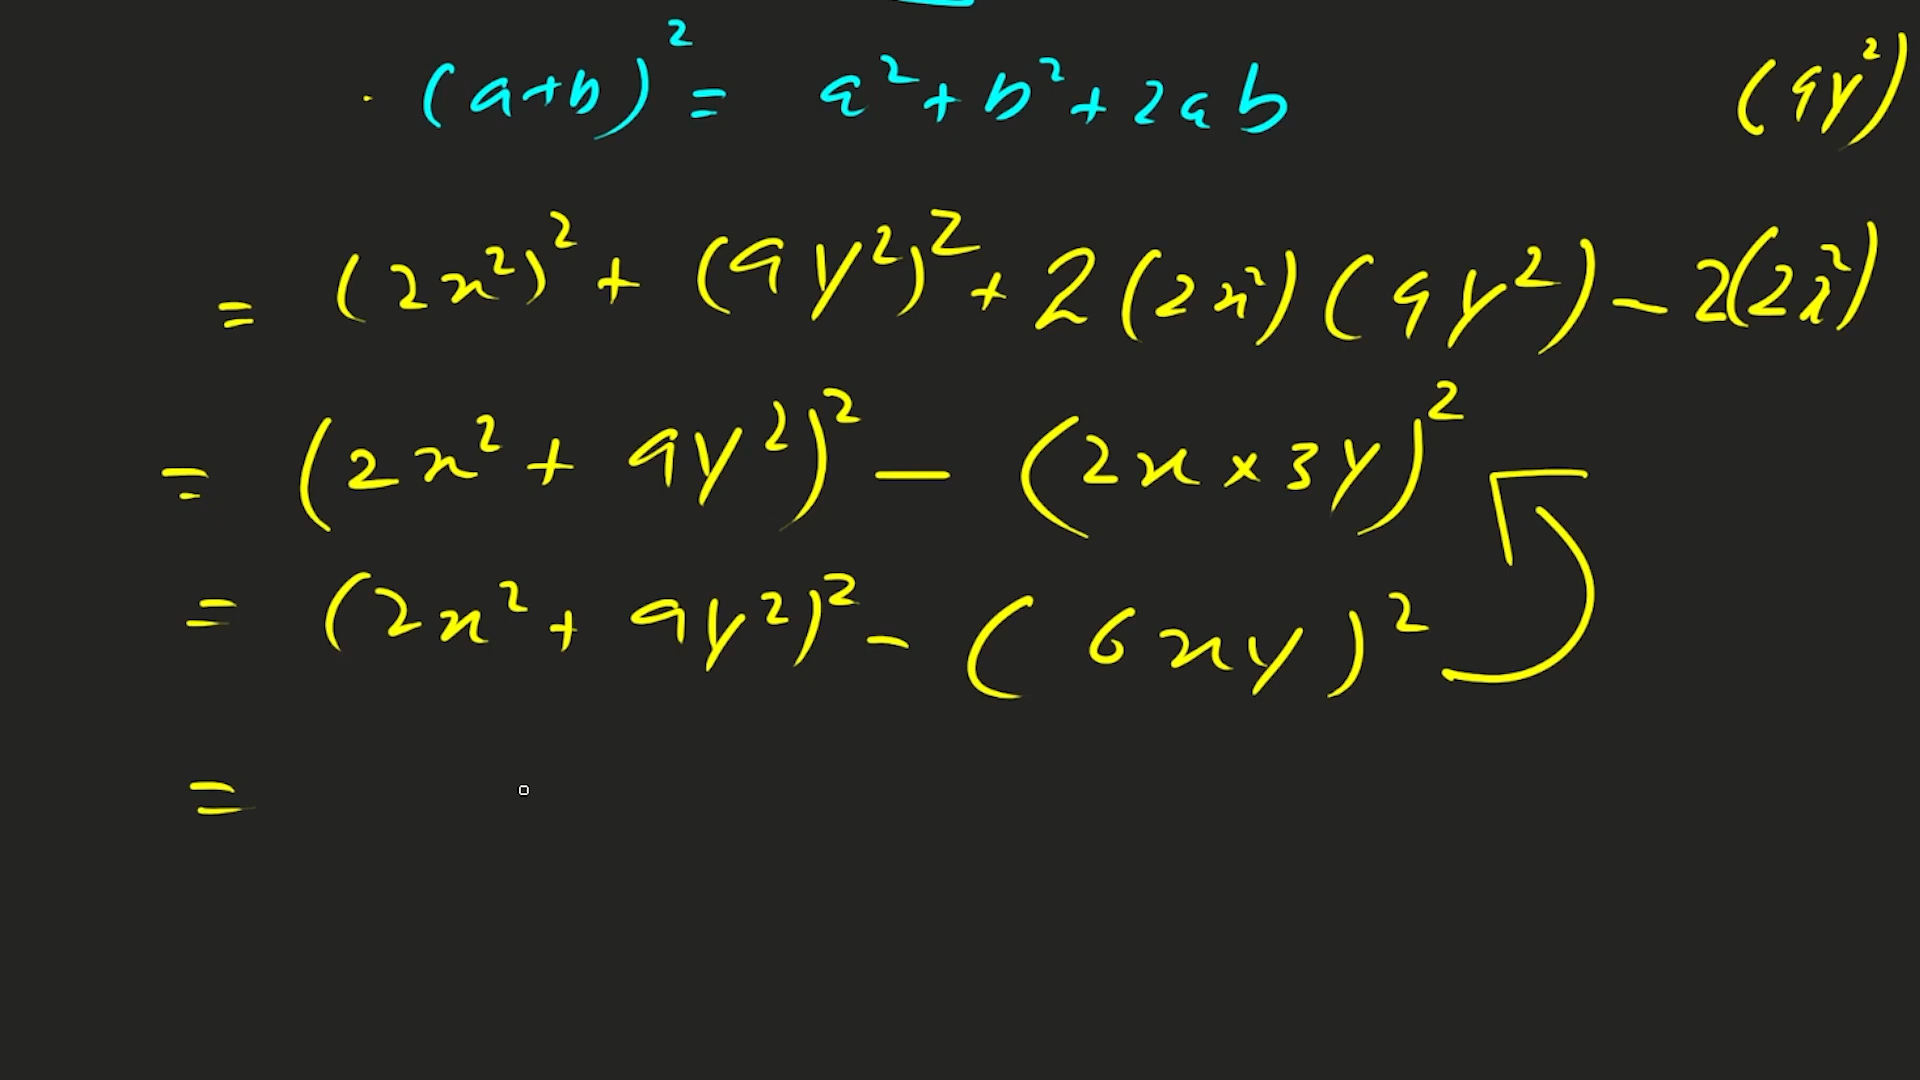 (a+b)² = a²+b²+2ab
(9y²)
= (2x²)² + (9y²)² + 2(2x²)(9y²) - 2(2x²)
= (2x² + 9y²)² - (2x × 3y)²
= (2x² + 9y²)² - (6xy)²
=